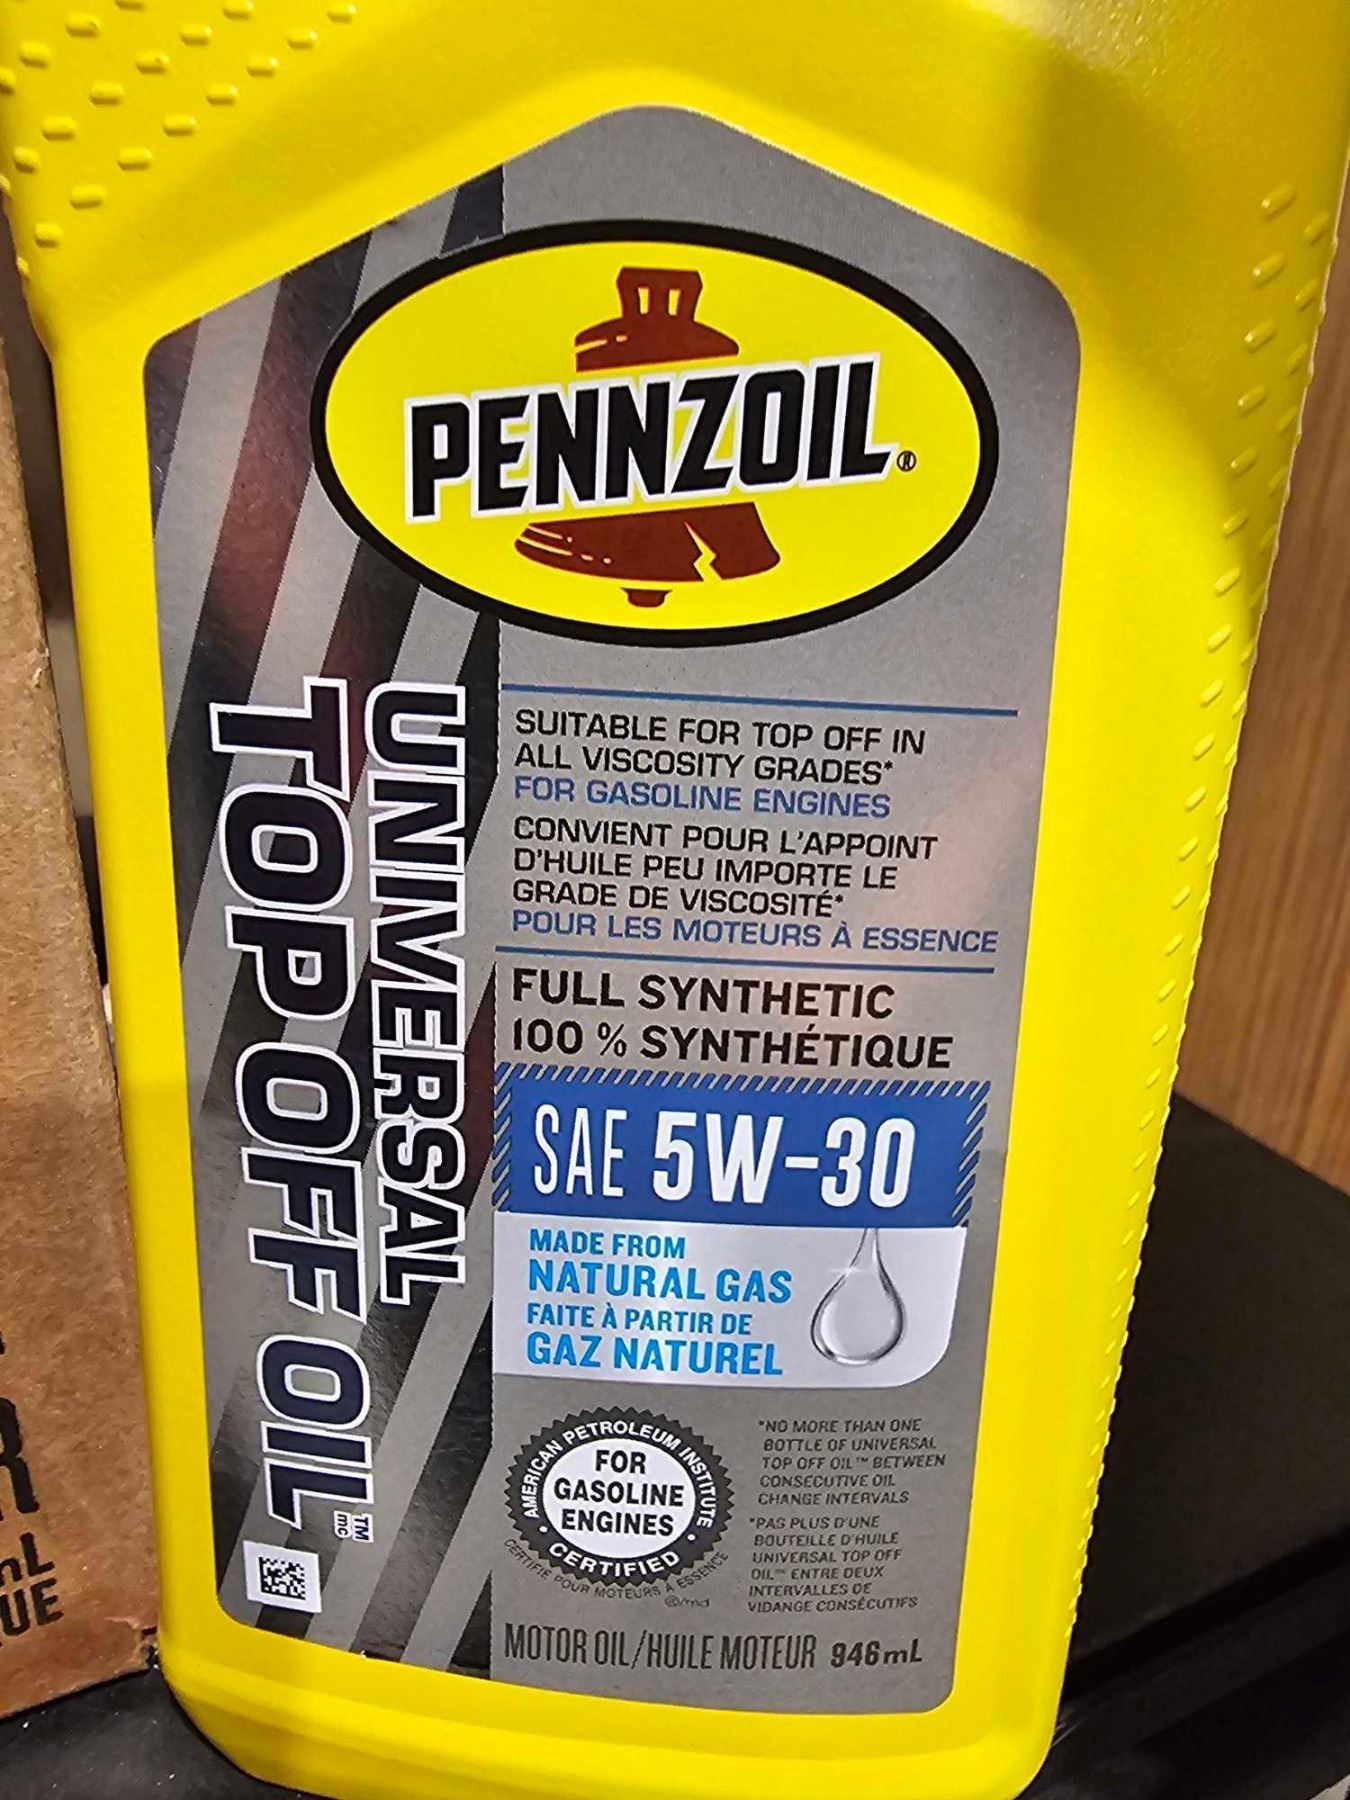 PENNZOIL®
UNIVERSAL
TOP OFF OIL™
MC
SUITABLE FOR TOP OFF IN
ALL VISCOSITY GRADES*
FOR GASOLINE ENGINES
CONVIENT POUR L'APPOINT
D'HUILE PEU IMPORTE LE
GRADE DE VISCOSITÉ*
POUR LES MOTEURS À ESSENCE
FULL SYNTHETIC
100 % SYNTHÉTIQUE
SAE 5W-30
MADE FROM
NATURAL GAS
FAITE À PARTIR DE
GAZ NATUREL
AMERICAN PETROLEUM INSTITUTE
FOR
GASOLINE
ENGINES
CERTIFIED
CERTIFIÉ POUR MOTEURS À ESSENCE
®/md
*NO MORE THAN ONE
BOTTLE OF UNIVERSAL
TOP OFF OIL™ BETWEEN
CONSECUTIVE OIL
CHANGE INTERVALS
*PAS PLUS D'UNE
BOUTEILLE D'HUILE
UNIVERSAL TOP OFF
OIL ENTRE DEUX
INTERVALLES DE
VIDANGE CONSÉCUTIFS
MOTOR OIL/HUILE MOTEUR 946mL
R
mL
UE